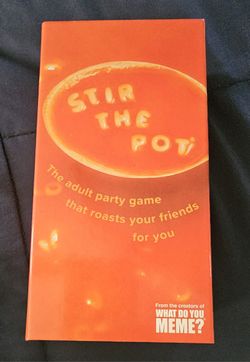 STIR
THE
POT
The adult party game
that roasts your friends
for you
From the creators of
WHAT DO YOU
MEME?